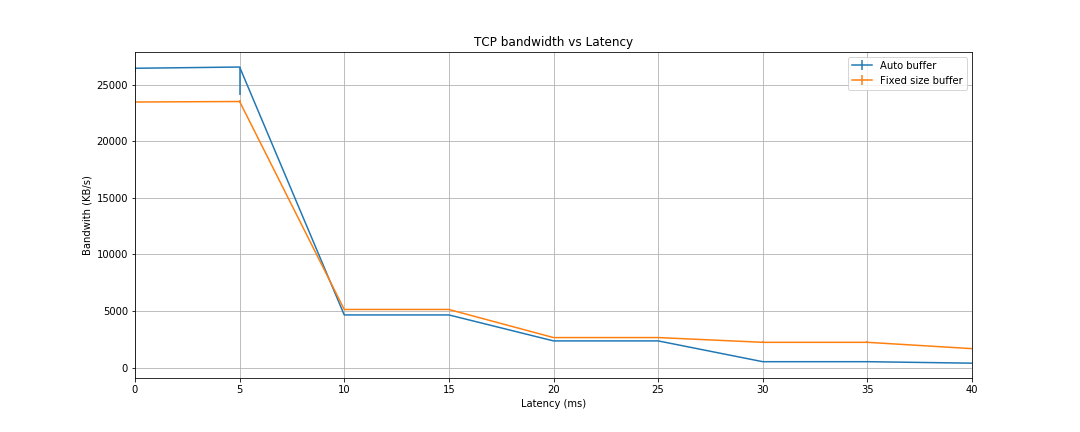 TCP bandwidth vs Latency
Auto buffer
Fixed size buffer
Bandwith (KB/s)
25000
20000
15000
10000
5000
0
0 5 10 15 20 25 30 35 40
Latency (ms)